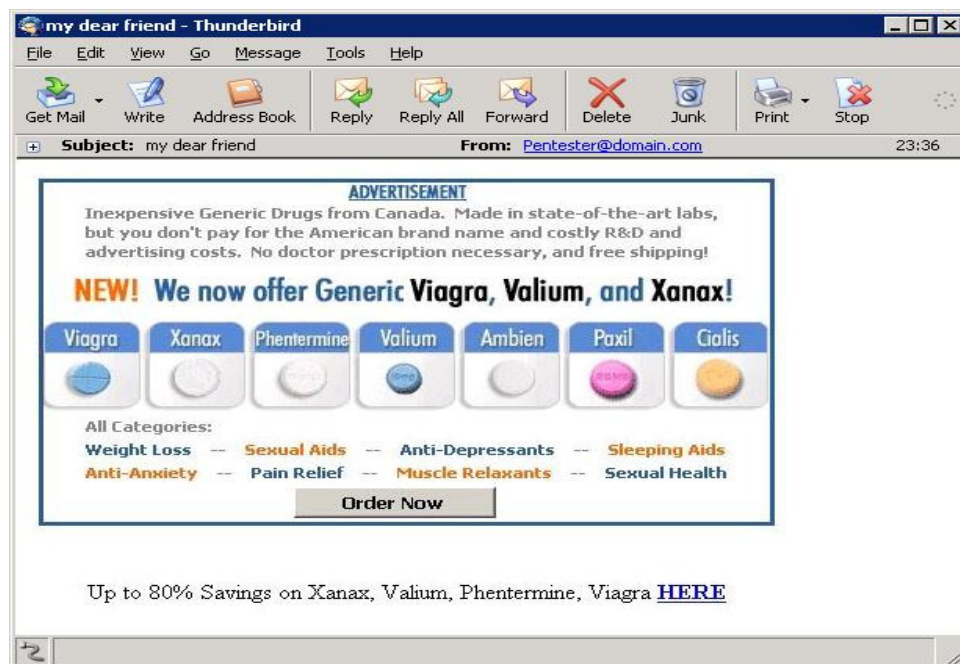 my dear friend - Thunderbird
File Edit View Go Message Tools Help
Get Mail Write Address Book Reply Reply All Forward Delete Junk Print Stop
Subject: my dear friend From: Pentester@domain.com 23:36
ADVERTISEMENT
Inexpensive Generic Drugs from Canada. Made in state-of-the-art labs,
but you don't pay for the American brand name and costly R&D and
advertising costs. No doctor prescription necessary, and free shipping!
NEW! We now offer Generic Viagra, Valium, and Xanax!
Viagra Xanax Phentermine Valium Ambien Paxil Cialis
All Categories:
Weight Loss -- Sexual Aids -- Anti-Depressants -- Sleeping Aids
Anti-Anxiety -- Pain Relief -- Muscle Relaxants -- Sexual Health
Order Now
Up to 80% Savings on Xanax, Valium, Phentermine, Viagra HERE